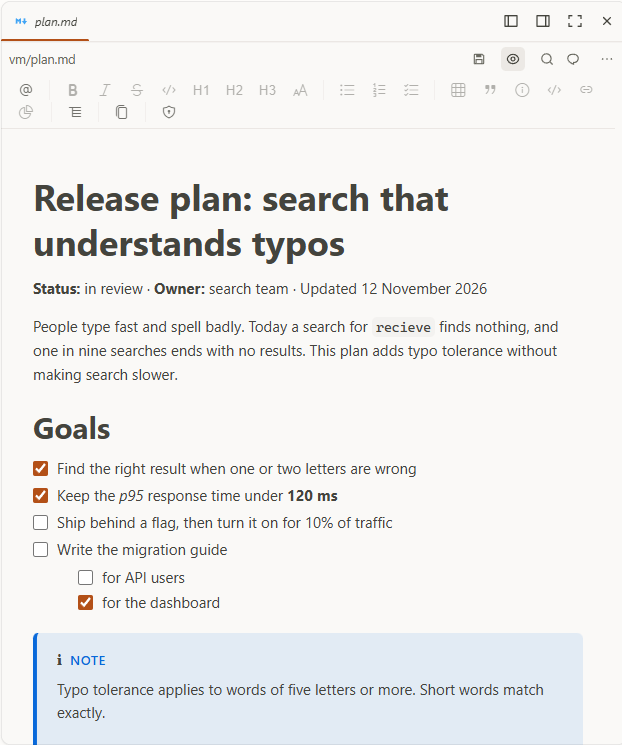 plan.md
vm/plan.md
@ B I S </> H1 H2 H3 AA
Release plan: search that
understands typos
Status: in review · Owner: search team · Updated 12 November 2026
People type fast and spell badly. Today a search for recieve finds nothing, and
one in nine searches ends with no results. This plan adds typo tolerance without
making search slower.
Goals
Find the right result when one or two letters are wrong
Keep the p95 response time under 120 ms
Ship behind a flag, then turn it on for 10% of traffic
Write the migration guide
for API users
for the dashboard
i NOTE
Typo tolerance applies to words of five letters or more. Short words match
exactly.